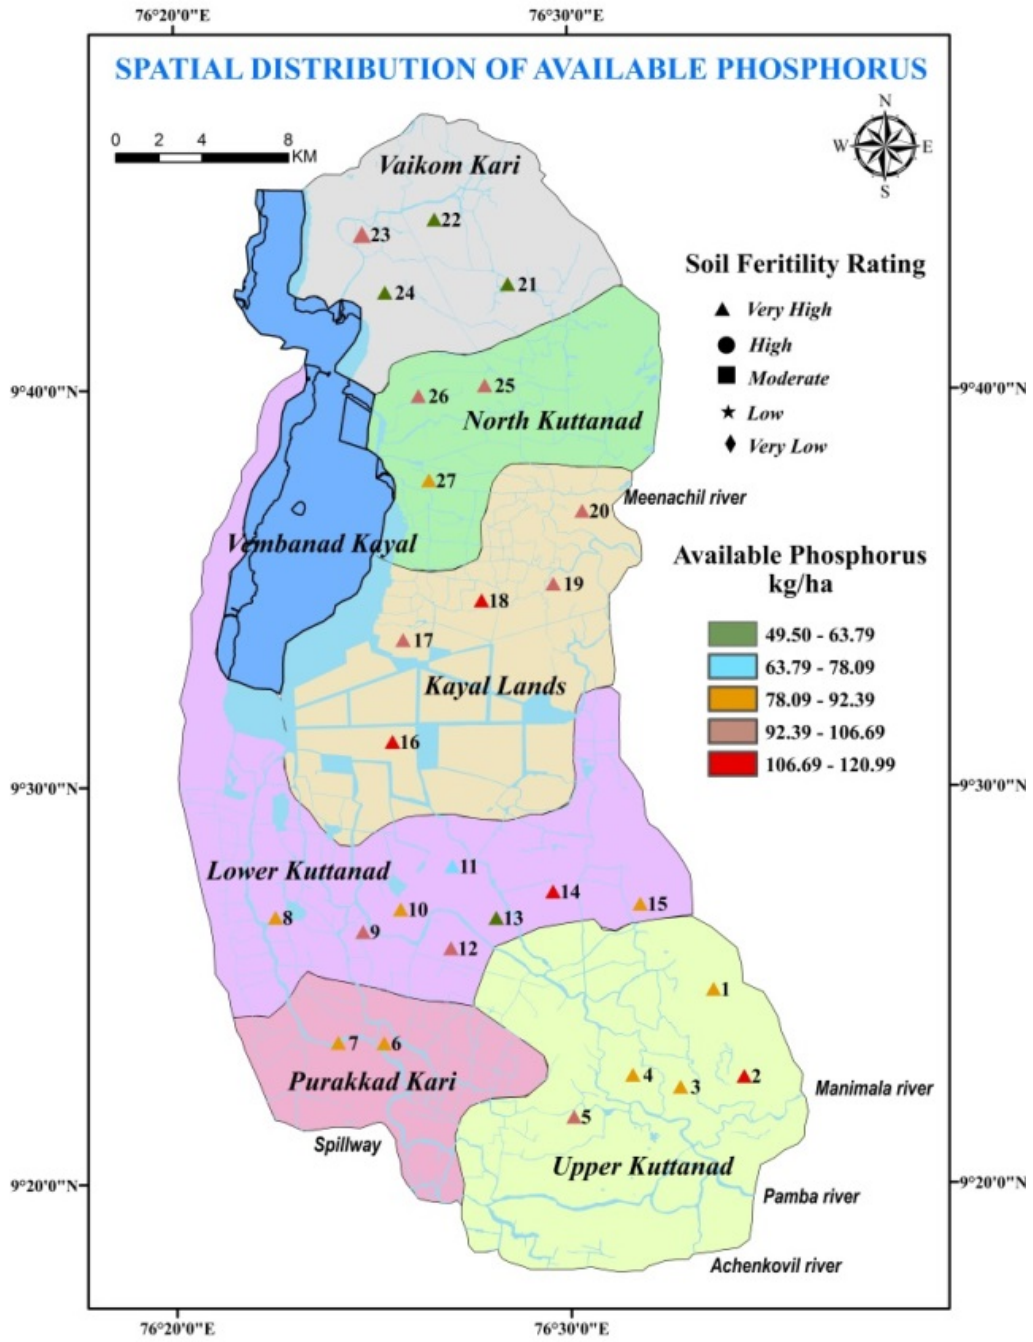 76°20'0"E 76°30'0"E
SPATIAL DISTRIBUTION OF AVAILABLE PHOSPHORUS
N
W E
S
0 2 4 8
KM
Vaikom Kari
22
23
21
24
Soil Feritility Rating
Very High
High
Moderate
Low
Very Low
9°40'0"N 9°40'0"N
25
26
North Kuttanad
27
Meenachil river
20
Vembanad Kayal
Available Phosphorus
kg/ha
49.50 - 63.79
63.79 - 78.09
78.09 - 92.39
92.39 - 106.69
106.69 - 120.99
19
18
17
Kayal Lands
16
9°30'0"N 9°30'0"N
Lower Kuttanad
11
14
15
10
8
13
9
12
1
7 6
Purakkad Kari
4
3
2
Manimala river
5
Spillway
Upper Kuttanad
9°20'0"N 9°20'0"N
Pamba river
Achenkovil river
76°20'0"E 76°30'0"E